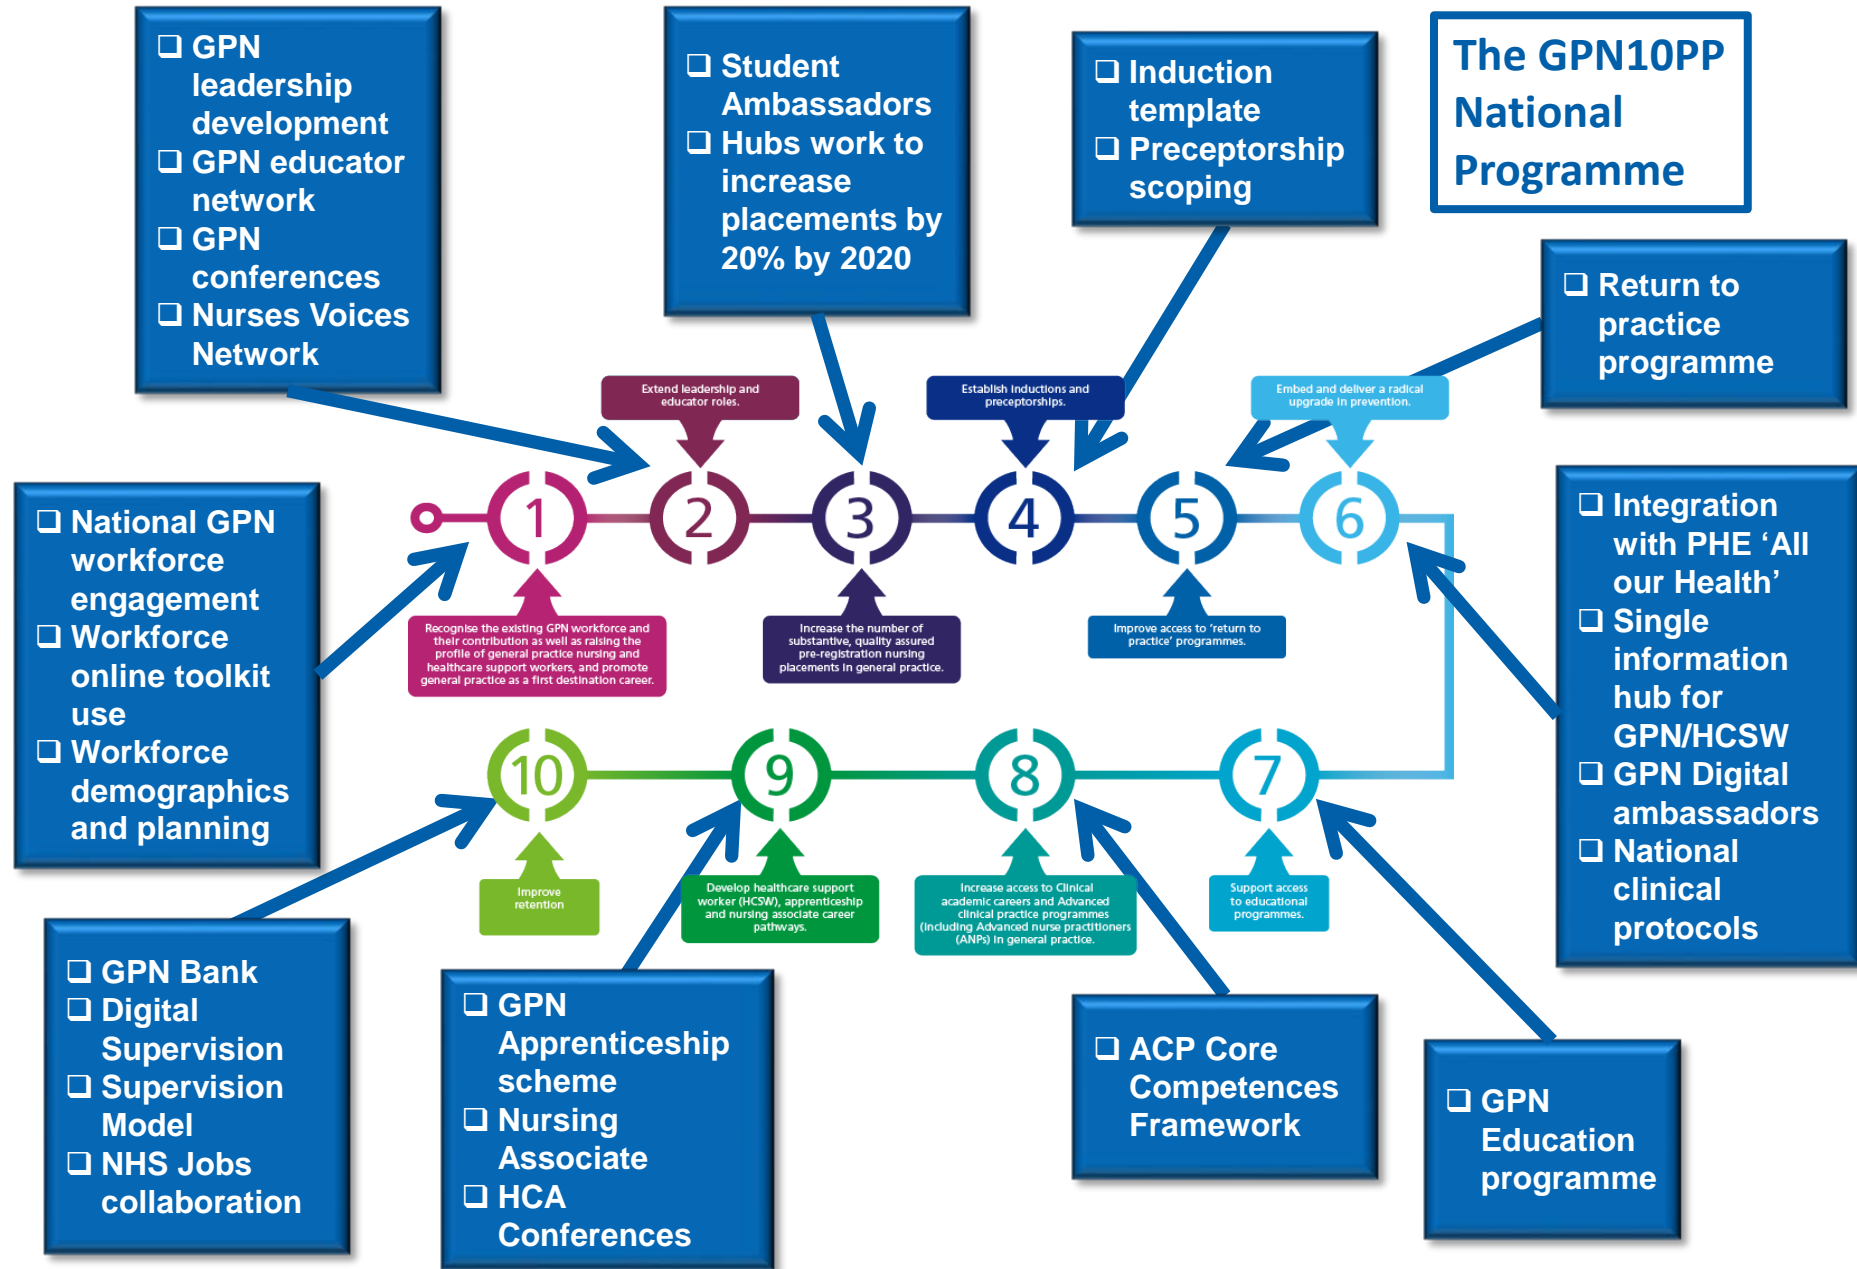 ❑ GPN
leadership
development
❑ GPN educator
network
❑ GPN
conferences
❑ Nurses Voices
Network
❑ Student
Ambassadors
❑ Hubs work to
increase
placements by
20% by 2020
❑ Induction
template
❑ Preceptorship
scoping
The GPN10PP
National
Programme
❑ Return to
practice
programme
Extend leadership and
educator roles.
Establish inductions and
preceptorships.
Embed and deliver a radical
upgrade in prevention.
❑ National GPN
workforce
engagement
❑ Workforce
online toolkit
use
❑ Workforce
demographics
and planning
1
2
3
4
5
6
❑ Integration
with PHE ‘All
our Health’
❑ Single
information
hub for
GPN/HCSW
❑ GPN Digital
ambassadors
❑ National
clinical
protocols
Recognise the existing GPN workforce and
their contribution as well as raising the
profile of general practice nursing and
healthcare support workers, and promote
general practice as a first destination career.
Increase the number of
substantive, quality assured
pre-registration nursing
placements in general practice.
Improve access to ‘return to
practice’ programmes.
10
9
8
7
Improve
retention
Develop healthcare support
worker (HCSW), apprenticeship
and nursing associate career
pathways.
Increase access to Clinical
academic careers and Advanced
clinical practice programmes
(including Advanced nurse practitioners
(ANPs) in general practice.
Support access
to educational
programmes.
❑ GPN Bank
❑ Digital
Supervision
❑ Supervision
Model
❑ NHS Jobs
collaboration
❑ GPN
Apprenticeship
scheme
❑ Nursing
Associate
❑ HCA
Conferences
❑ ACP Core
Competences
Framework
❑ GPN
Education
programme